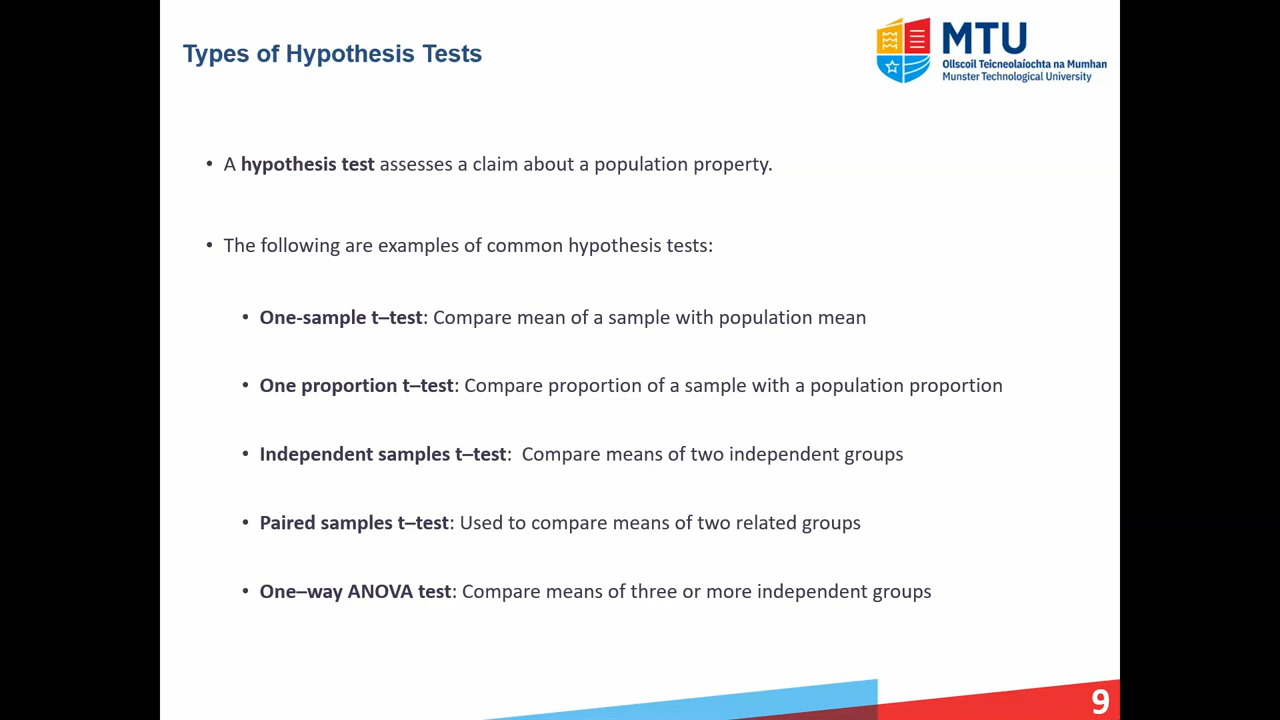 Types of Hypothesis Tests
MTU
Ollscoil Teicneolaíochta na Mumhan
Munster Technological University
• A hypothesis test assesses a claim about a population property.
• The following are examples of common hypothesis tests:
• One-sample t–test: Compare mean of a sample with population mean
• One proportion t–test: Compare proportion of a sample with a population proportion
• Independent samples t–test: Compare means of two independent groups
• Paired samples t–test: Used to compare means of two related groups
• One–way ANOVA test: Compare means of three or more independent groups
9